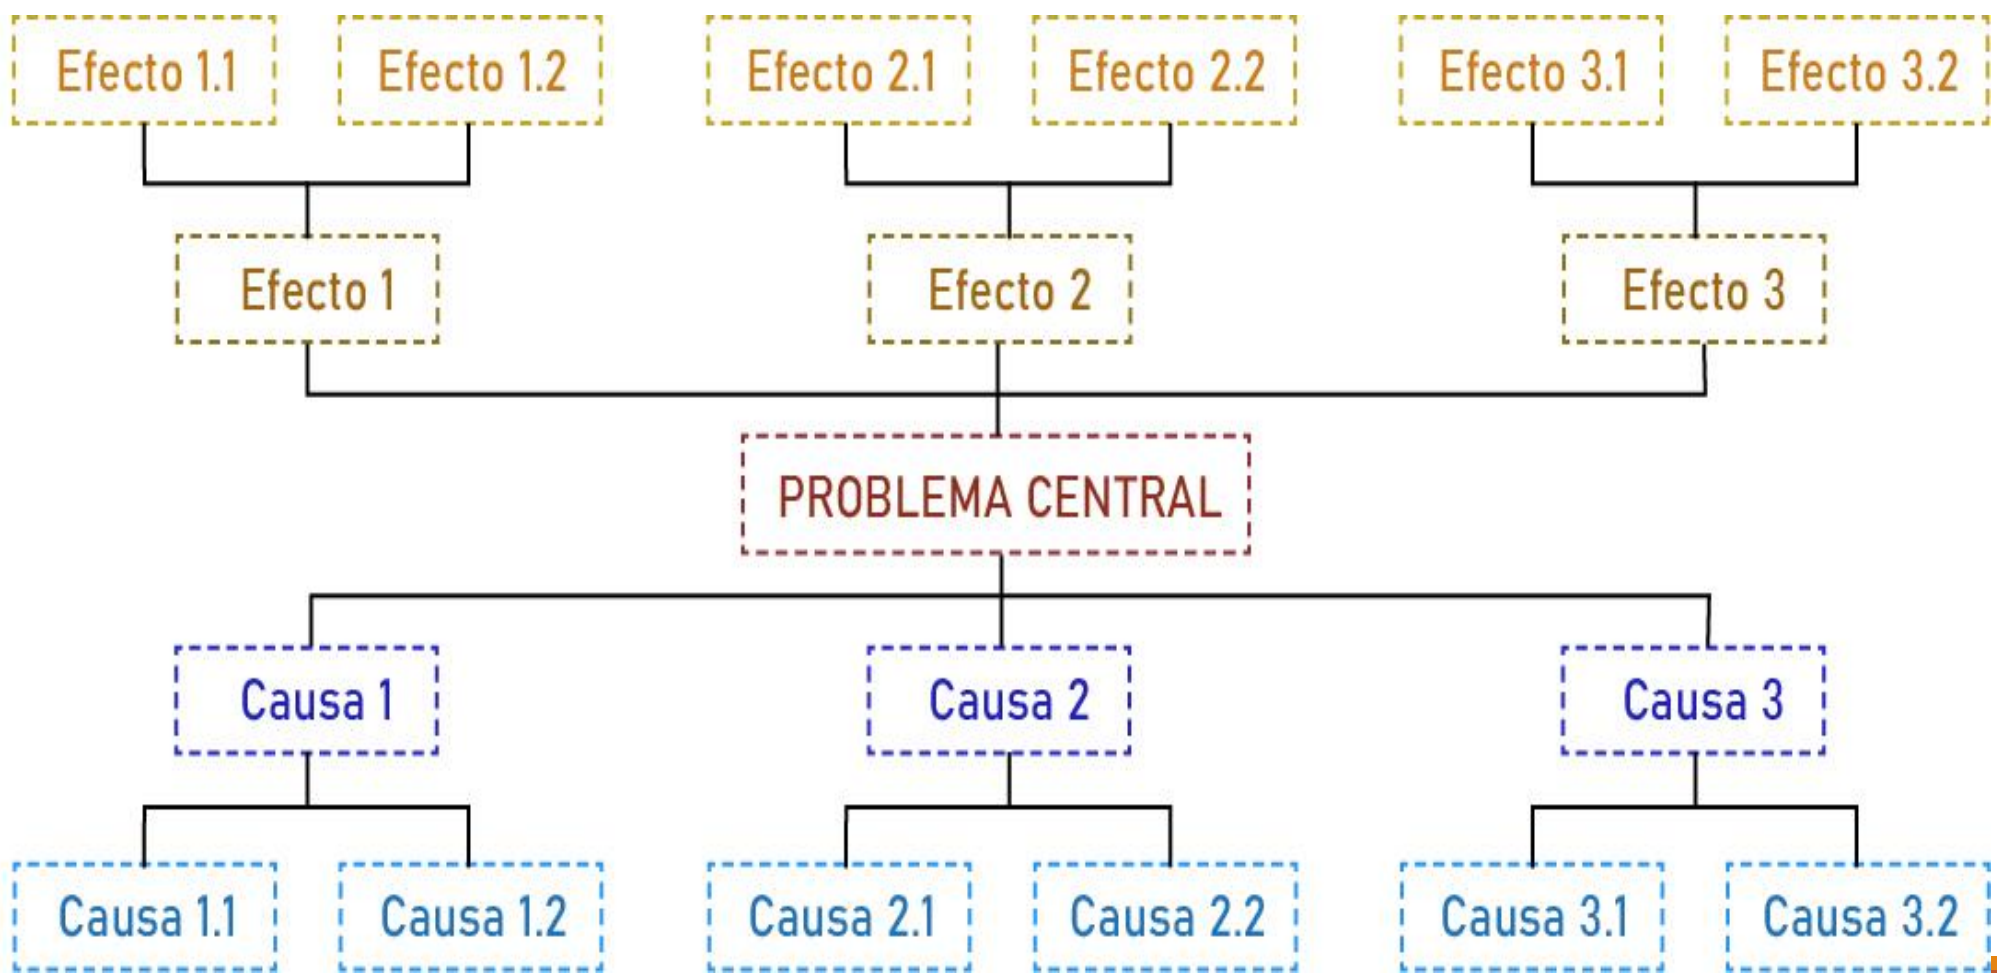 Efecto 1.1
Efecto 1.2
Efecto 2.1
Efecto 2.2
Efecto 3.1
Efecto 3.2
Efecto 1
Efecto 2
Efecto 3
PROBLEMA CENTRAL
Causa 1
Causa 2
Causa 3
Causa 1.1
Causa 1.2
Causa 2.1
Causa 2.2
Causa 3.1
Causa 3.2